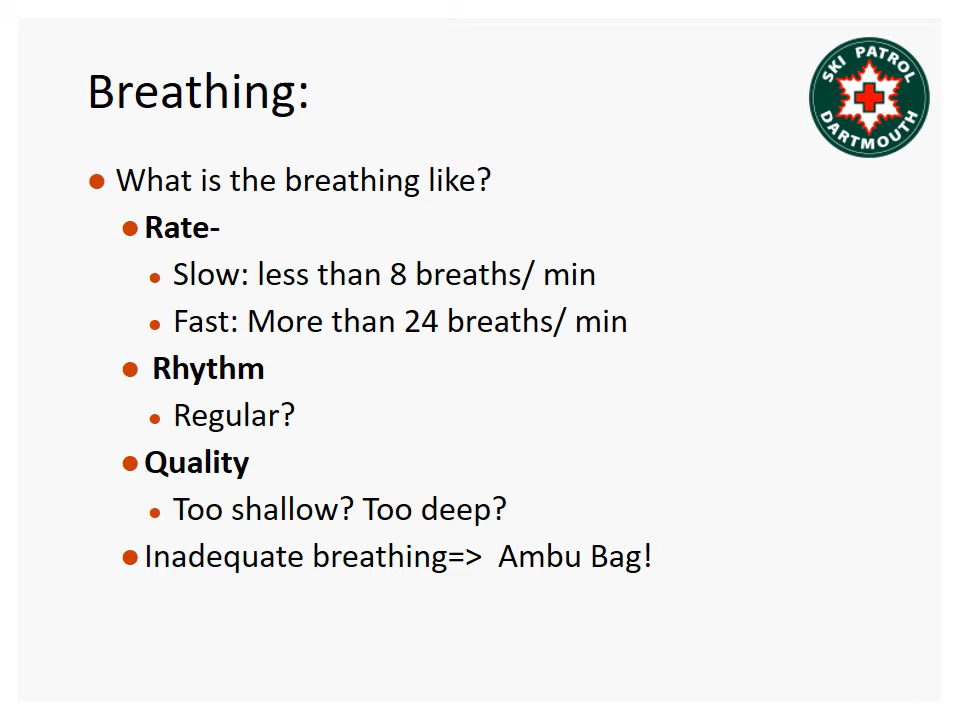 Breathing:
SKI PATROL
DARTMOUTH
What is the breathing like?
Rate-
Slow: less than 8 breaths/ min
Fast: More than 24 breaths/ min
Rhythm
Regular?
Quality
Too shallow? Too deep?
Inadequate breathing=>  Ambu Bag!